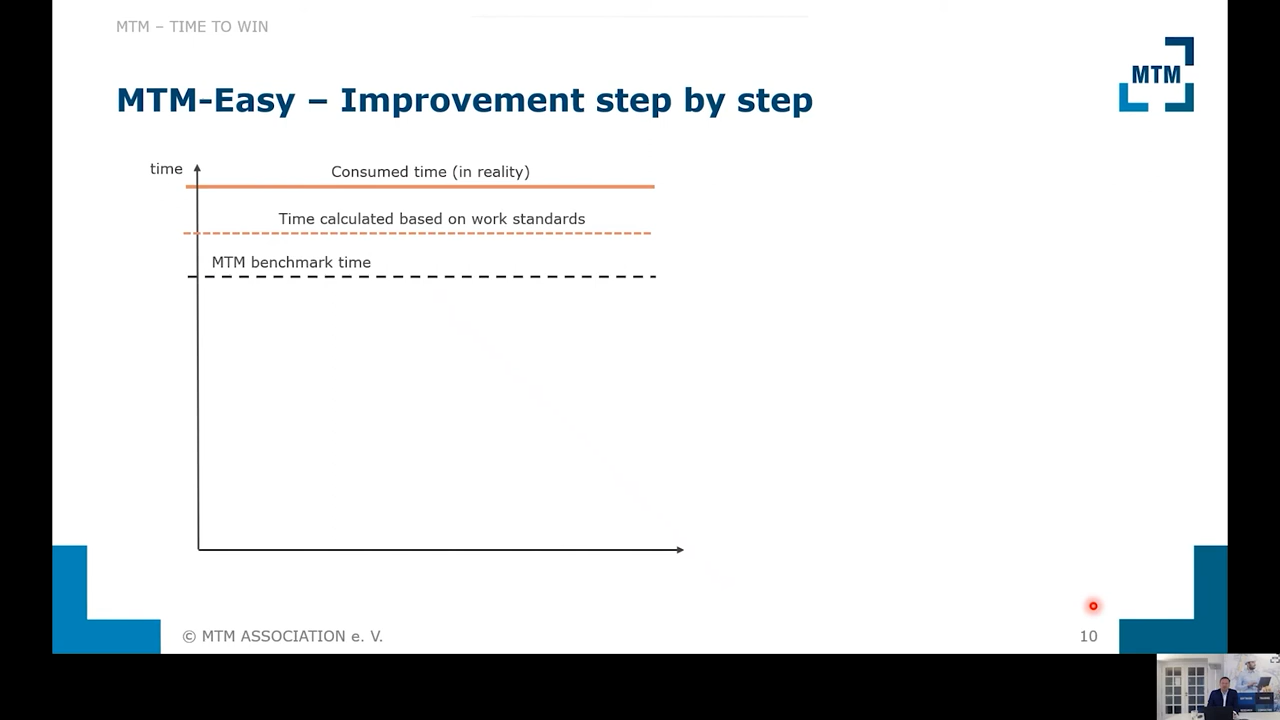 MTM – TIME TO WIN
MTM
MTM-Easy – Improvement step by step
time
Consumed time (in reality)
Time calculated based on work standards
MTM benchmark time
© MTM ASSOCIATION e. V.
10